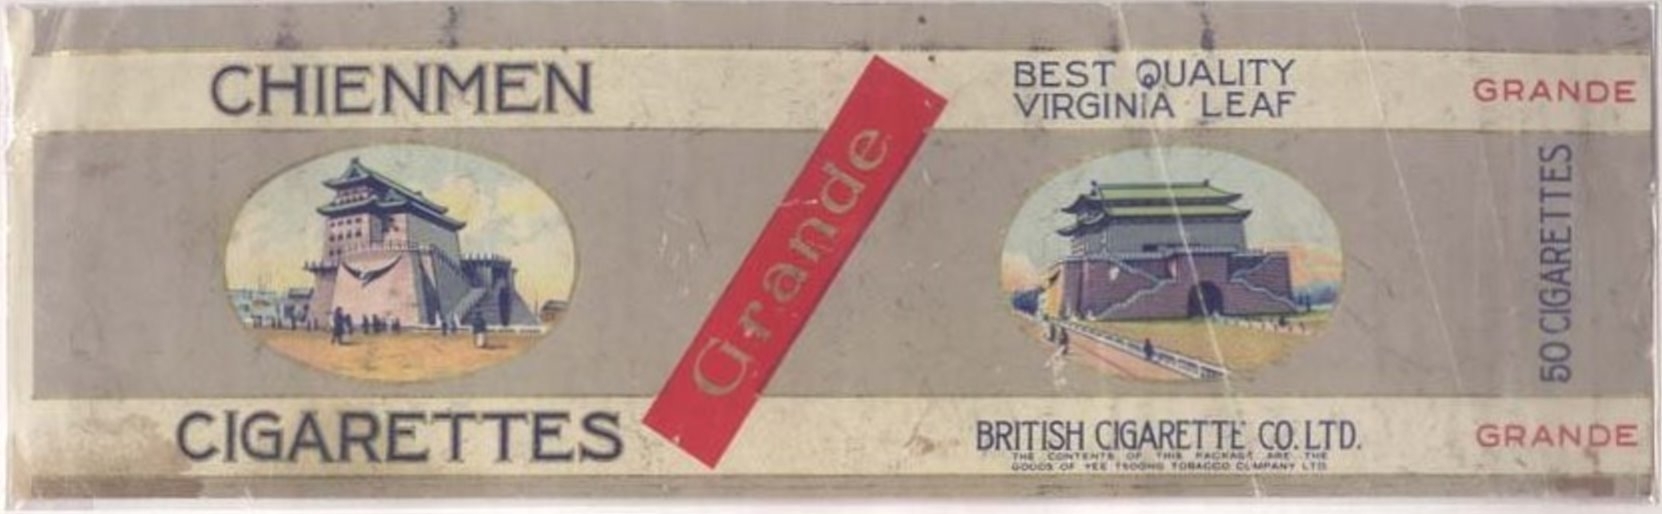 CHIENMEN
CIGARETTES
Grande
BEST QUALITY
VIRGINIA LEAF
BRITISH CIGARETTE CO. LTD.
THE CONTENTS OF THIS PACKAGE ARE THE
GOODS OF YEE TSOONG TOBACCO COMPANY LTD
GRANDE
50 CIGARETTES
GRANDE